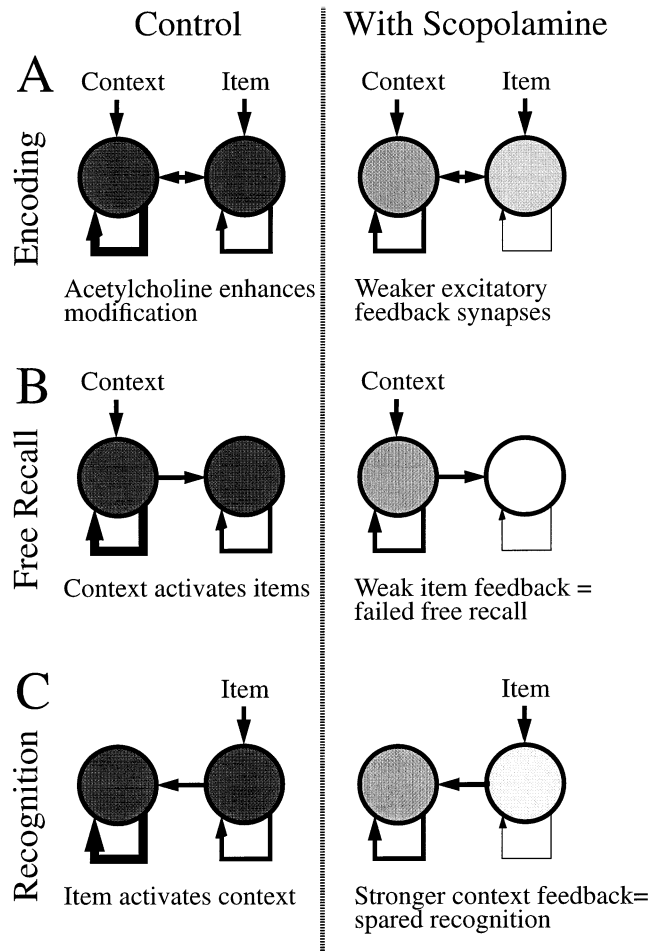 Control
With Scopolamine
A
Encoding
Context
Item
Context
Item
Acetylcholine enhances
modification
Weaker excitatory
feedback synapses
B
Free Recall
Context
Context
Context activates items
Weak item feedback =
failed free recall
C
Recognition
Item
Item
Item activates context
Stronger context feedback=
spared recognition